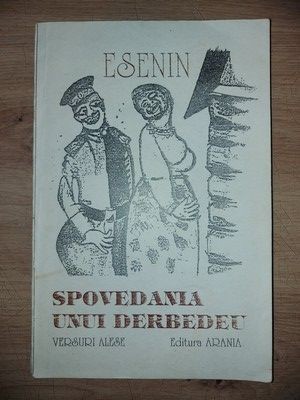 ESENIN
SPOVEDANIA
UNUI DERBEDEU
VERSURI ALESE Editura ARANIA